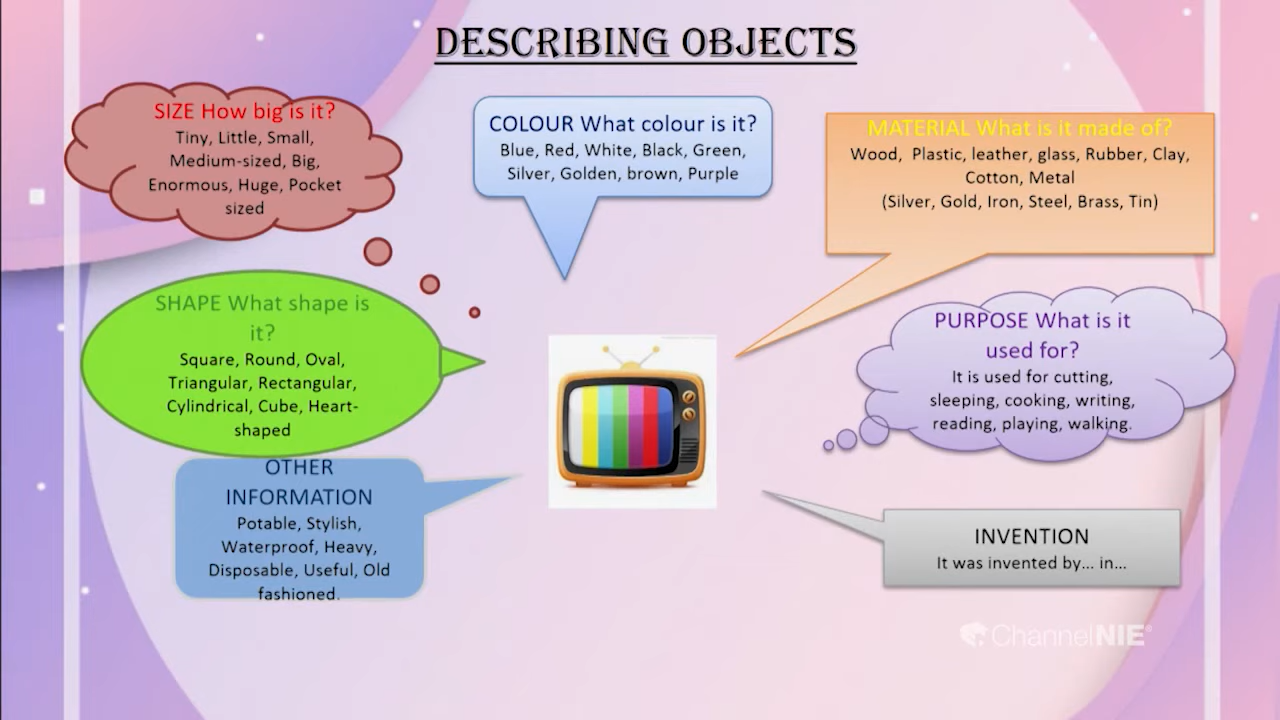 DESCRIBING OBJECTS
SIZE How big is it?
Tiny, Little, Small,
Medium-sized, Big,
Enormous, Huge, Pocket
sized
COLOUR What colour is it?
Blue, Red, White, Black, Green,
Silver, Golden, brown, Purple
MATERIAL What is it made of?
Wood, Plastic, leather, glass, Rubber, Clay,
Cotton, Metal
(Silver, Gold, Iron, Steel, Brass, Tin)
SHAPE What shape is
it?
Square, Round, Oval,
Triangular, Rectangular,
Cylindrical, Cube, Heart-
shaped
PURPOSE What is it
used for?
It is used for cutting,
sleeping, cooking, writing,
reading, playing, walking.
OTHER
INFORMATION
Potable, Stylish,
Waterproof, Heavy,
Disposable, Useful, Old
fashioned.
INVENTION
It was invented by... in...
ChannelNIE